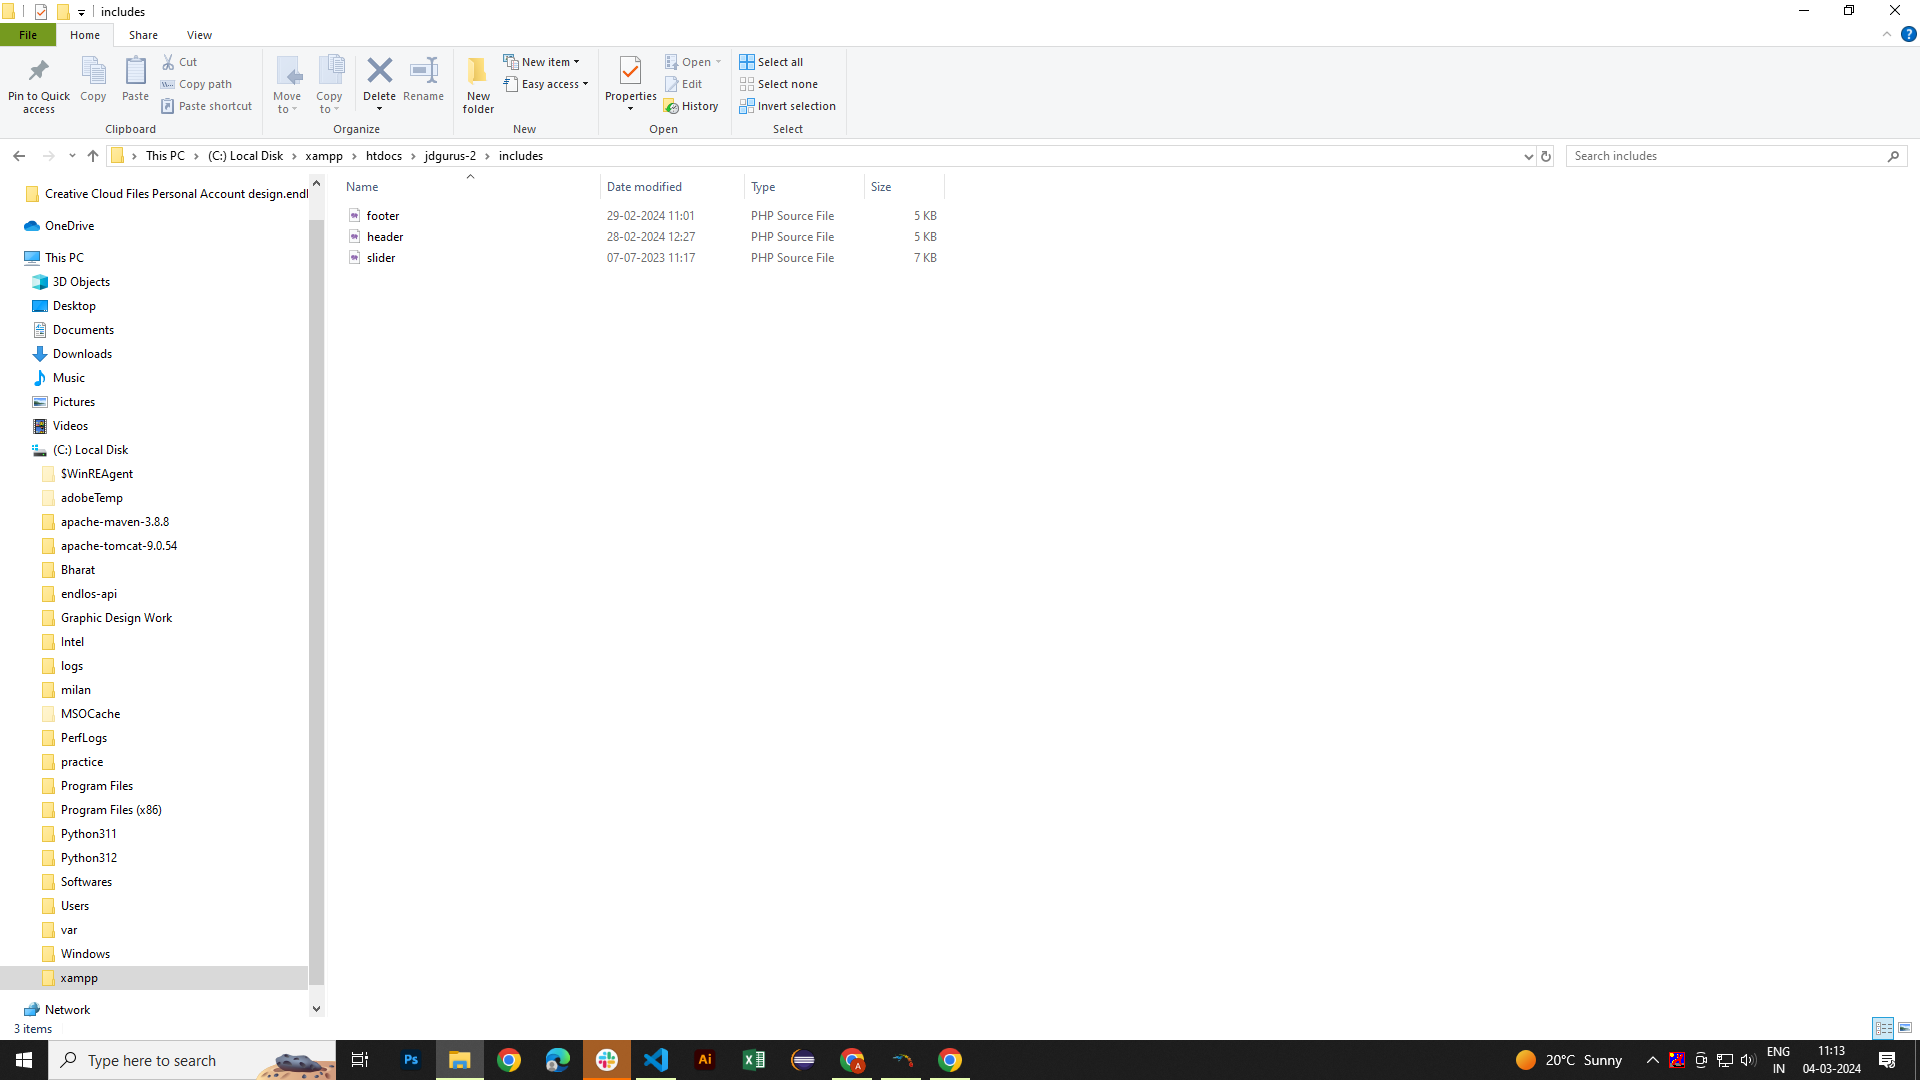 includes
File
Home
Share
View
Pin to Quick access
Copy
Paste
Cut
Copy path
Paste shortcut
Clipboard
Move to
Copy to
Delete
Rename
Organize
New folder
New item
Easy access
New
Properties
Open
Edit
History
Open
Select all
Select none
Invert selection
Select
This PC
(C:) Local Disk
xampp
htdocs
jdgurus-2
includes
Search includes
Creative Cloud Files Personal Account design.endl
OneDrive
This PC
3D Objects
Desktop
Documents
Downloads
Music
Pictures
Videos
(C:) Local Disk
$WinREAgent
adobeTemp
apache-maven-3.8.8
apache-tomcat-9.0.54
Bharat
endlos-api
Graphic Design Work
Intel
logs
milan
MSOCache
PerfLogs
practice
Program Files
Program Files (x86)
Python311
Python312
Softwares
Users
var
Windows
xampp
Network
Name Date modified Type Size
footer 29-02-2024 11:01 PHP Source File 5 KB
header 28-02-2024 12:27 PHP Source File 5 KB
slider 07-07-2023 11:17 PHP Source File 7 KB
3 items
Type here to search
Ps
Ai
A
20°C Sunny
ENG
IN
11:13
04-03-2024